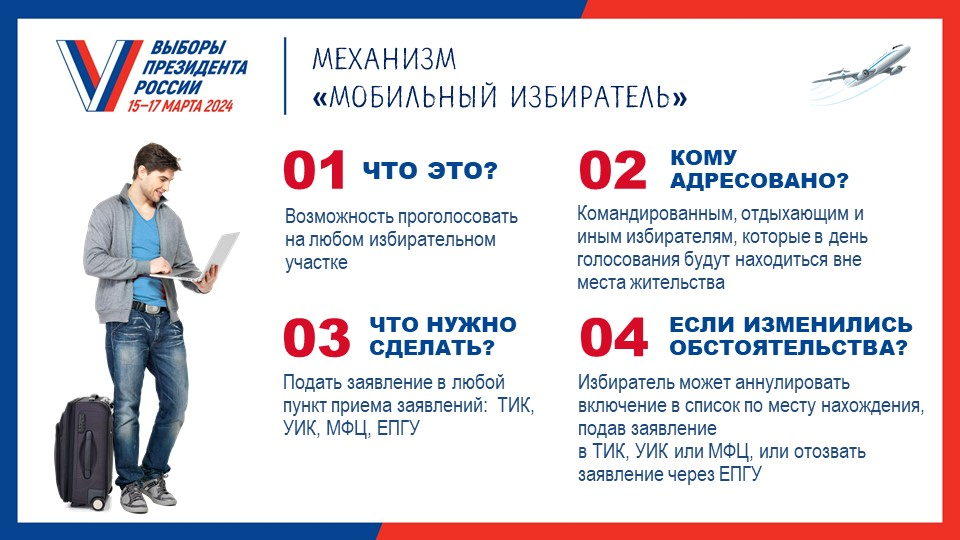 ВЫБОРЫ
ПРЕЗИДЕНТА
РОССИИ
15–17 МАРТА 2024
МЕХАНИЗМ
«МОБИЛЬНЫЙ ИЗБИРАТЕЛЬ»
01 ЧТО ЭТО?
Возможность проголосовать
на любом избирательном
участке
02 КОМУ
АДРЕСОВАНО?
Командированным, отдыхающим и
иным избирателям, которые в день
голосования будут находиться вне
места жительства
03 ЧТО НУЖНО
СДЕЛАТЬ?
Подать заявление в любой
пункт приема заявлений: ТИК,
УИК, МФЦ, ЕПГУ
04 ЕСЛИ ИЗМЕНИЛИСЬ
ОБСТОЯТЕЛЬСТВА?
Избиратель может аннулировать
включение в список по месту нахождения,
подав заявление
в ТИК, УИК или МФЦ, или отозвать
заявление через ЕПГУ